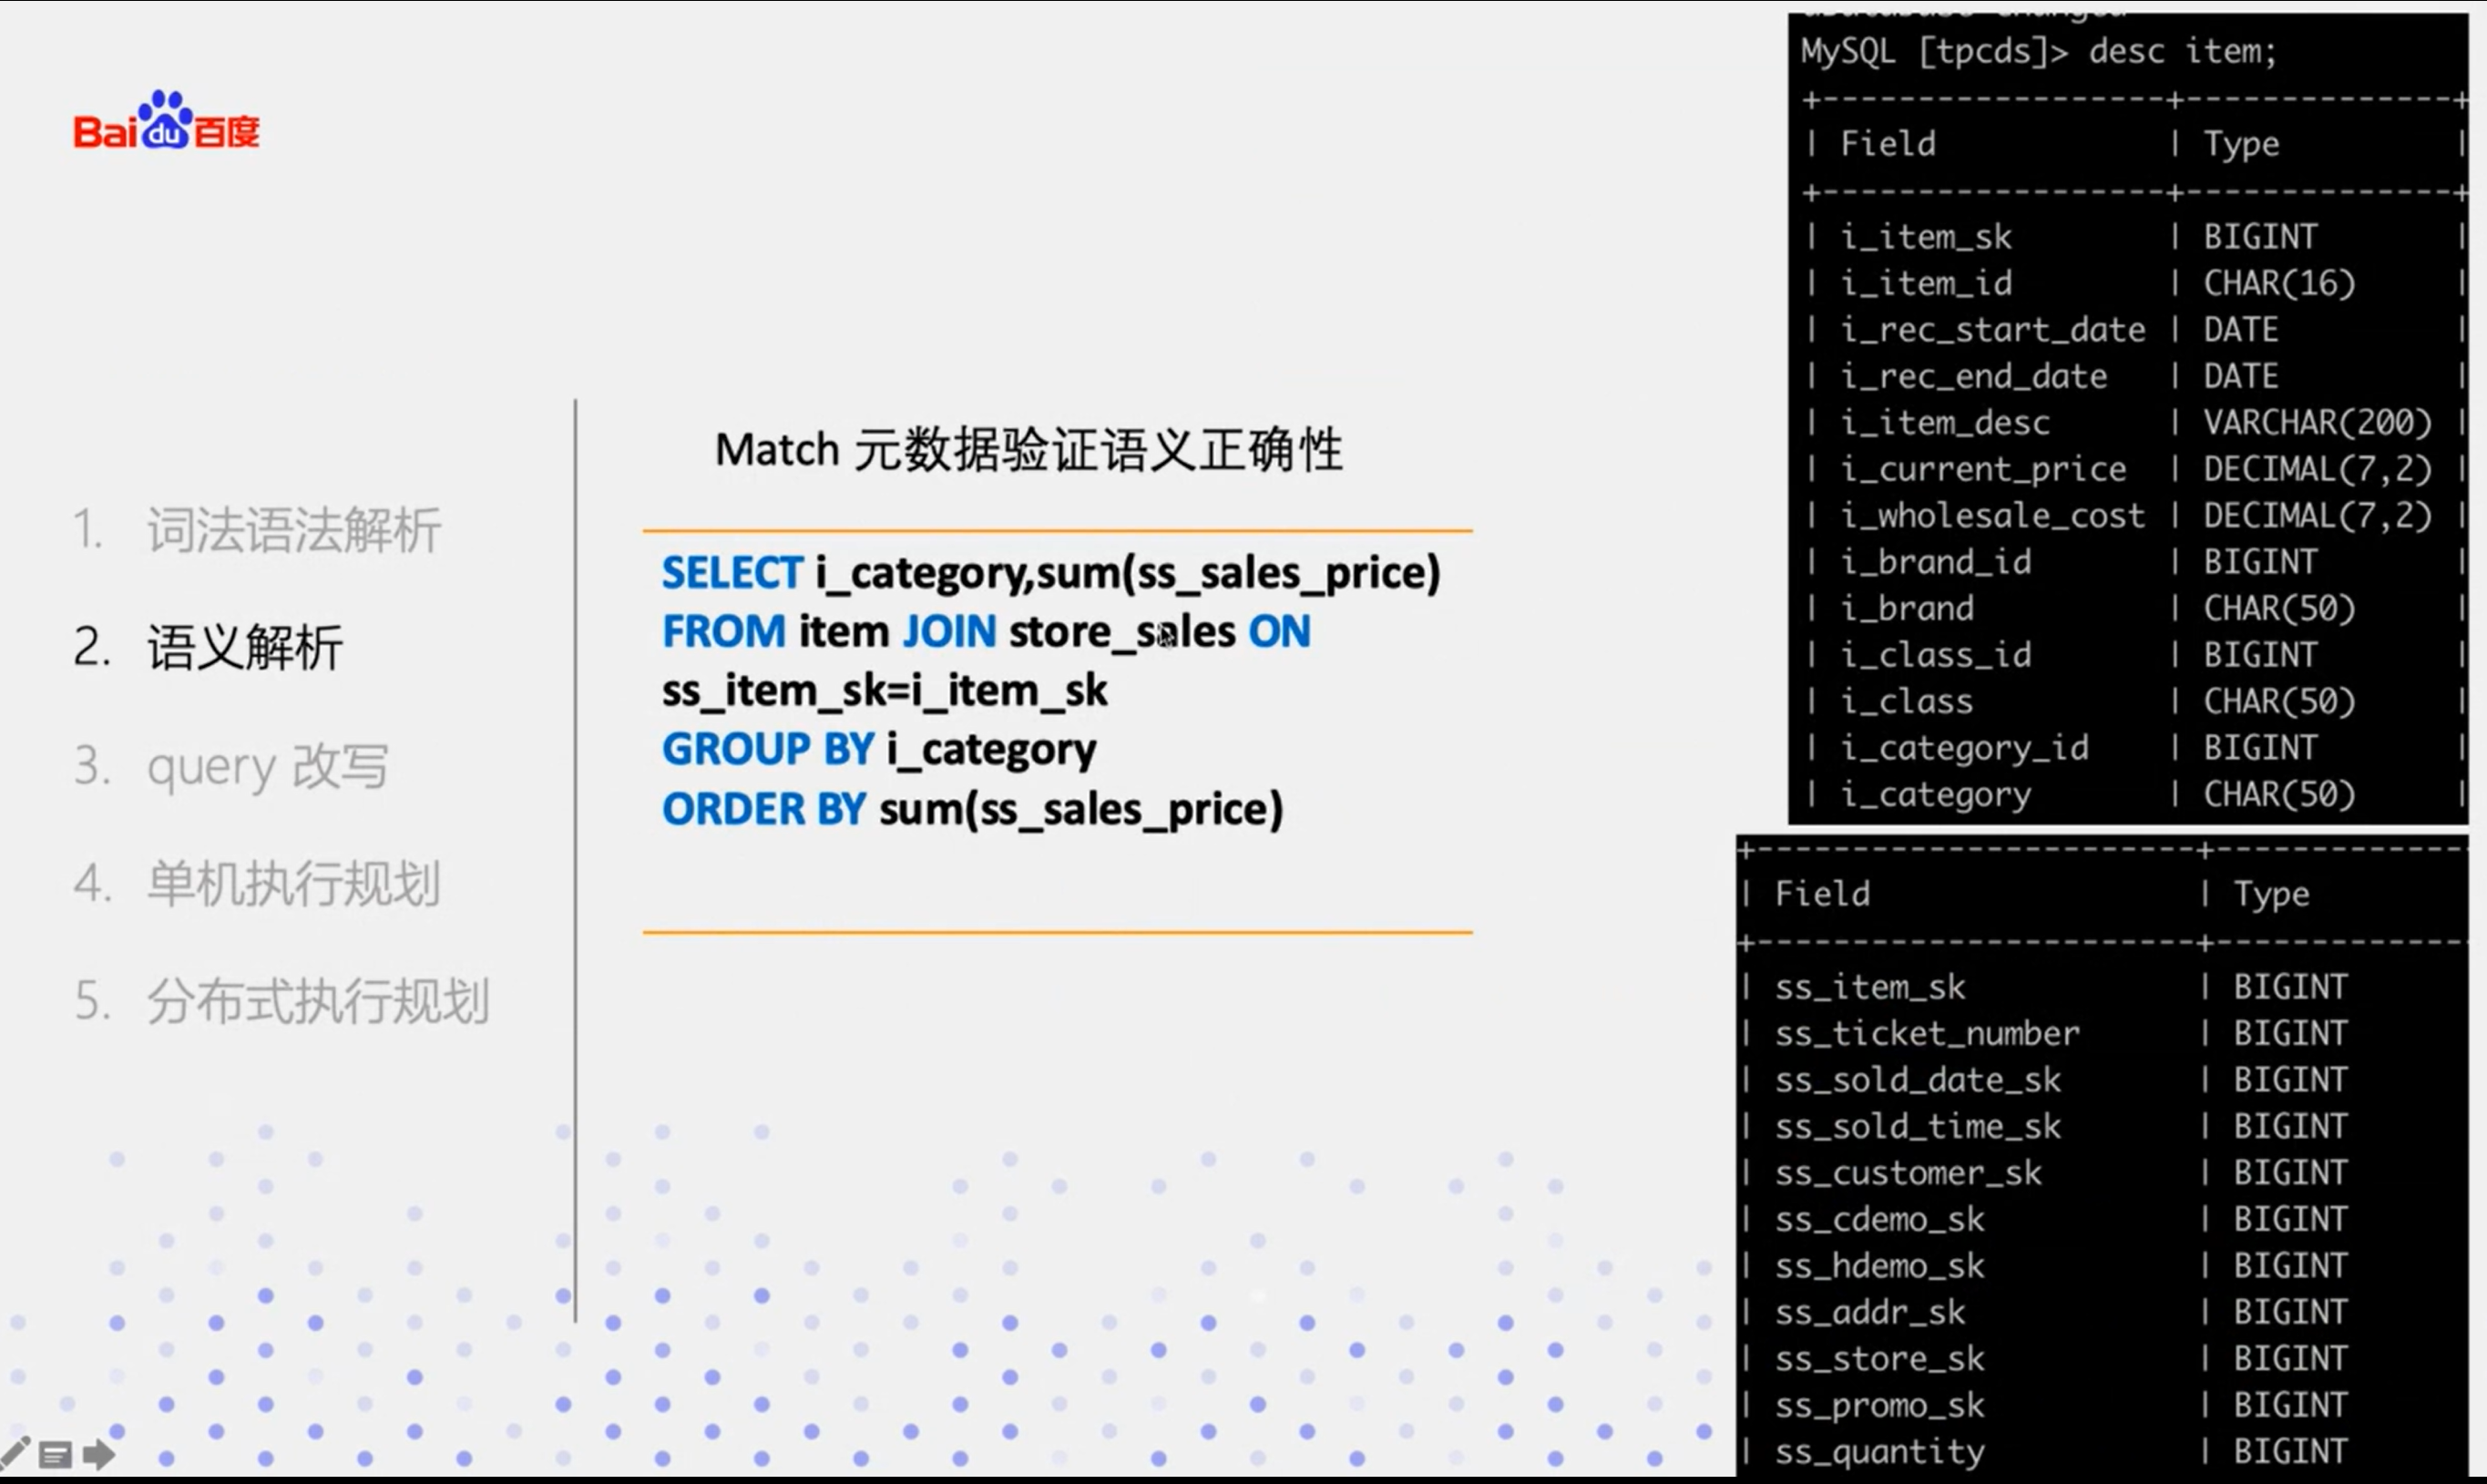 Baidu百度
1. 词法语法解析
2. 语义解析
3. query 改写
4. 单机执行规划
5. 分布式执行规划
Match 元数据验证语义正确性
SELECT i_category,sum(ss_sales_price)
FROM item JOIN store_sales ON
ss_item_sk=i_item_sk
GROUP BY i_category
ORDER BY sum(ss_sales_price)
MySQL [tpcds]> desc item;
+------------------+--------------+
| Field | Type |
+------------------+--------------+
| i_item_sk | BIGINT |
| i_item_id | CHAR(16) |
| i_rec_start_date | DATE |
| i_rec_end_date | DATE |
| i_item_desc | VARCHAR(200) |
| i_current_price | DECIMAL(7,2) |
| i_wholesale_cost | DECIMAL(7,2) |
| i_brand_id | BIGINT |
| i_brand | CHAR(50) |
| i_class_id | BIGINT |
| i_class | CHAR(50) |
| i_category_id | BIGINT |
| i_category | CHAR(50) |
+-----------------------+-------------
| Field | Type
+-----------------------+-------------
| ss_item_sk | BIGINT
| ss_ticket_number | BIGINT
| ss_sold_date_sk | BIGINT
| ss_sold_time_sk | BIGINT
| ss_customer_sk | BIGINT
| ss_cdemo_sk | BIGINT
| ss_hdemo_sk | BIGINT
| ss_addr_sk | BIGINT
| ss_store_sk | BIGINT
| ss_promo_sk | BIGINT
| ss_quantity | BIGINT